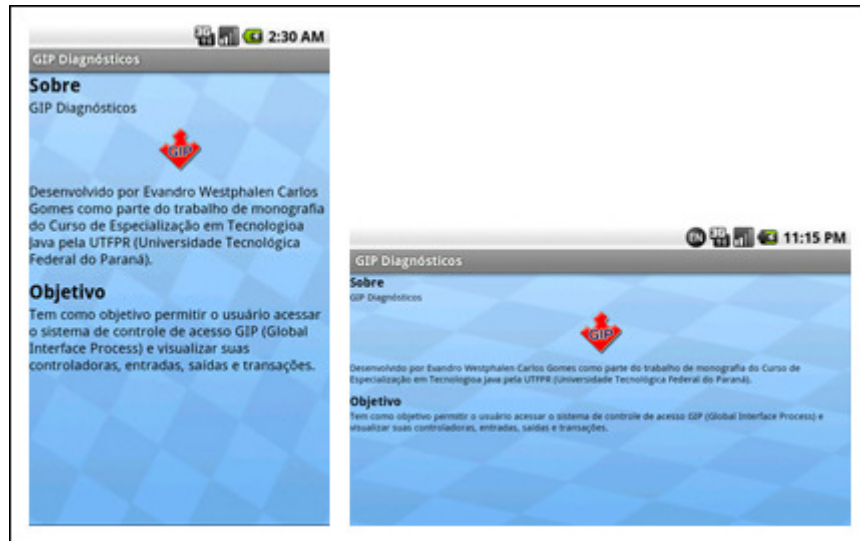 2:30 AM
GIP Diagnósticos
Sobre
GIP Diagnósticos
GIP
Desenvolvido por Evandro Westphalen Carlos
Gomes como parte do trabalho de monografia
do Curso de Especialização em Tecnologioa
Java pela UTFPR (Universidade Tecnológica
Federal do Paraná).
Objetivo
Tem como objetivo permitir o usuário acessar
o sistema de controle de acesso GIP (Global
Interface Process) e visualizar suas
controladoras, entradas, saídas e transações.
11:15 PM
GIP Diagnósticos
Sobre
GIP Diagnósticos
GIP
Desenvolvido por Evandro Westphalen Carlos Gomes como parte do trabalho de monografia do Curso de
Especialização em Tecnologioa Java pela UTFPR (Universidade Tecnológica Federal do Paraná).
Objetivo
Tem como objetivo permitir o usuário acessar o sistema de controle de acesso GIP (Global Interface Process) e
visualizar suas controladoras, entradas, saídas e transações.